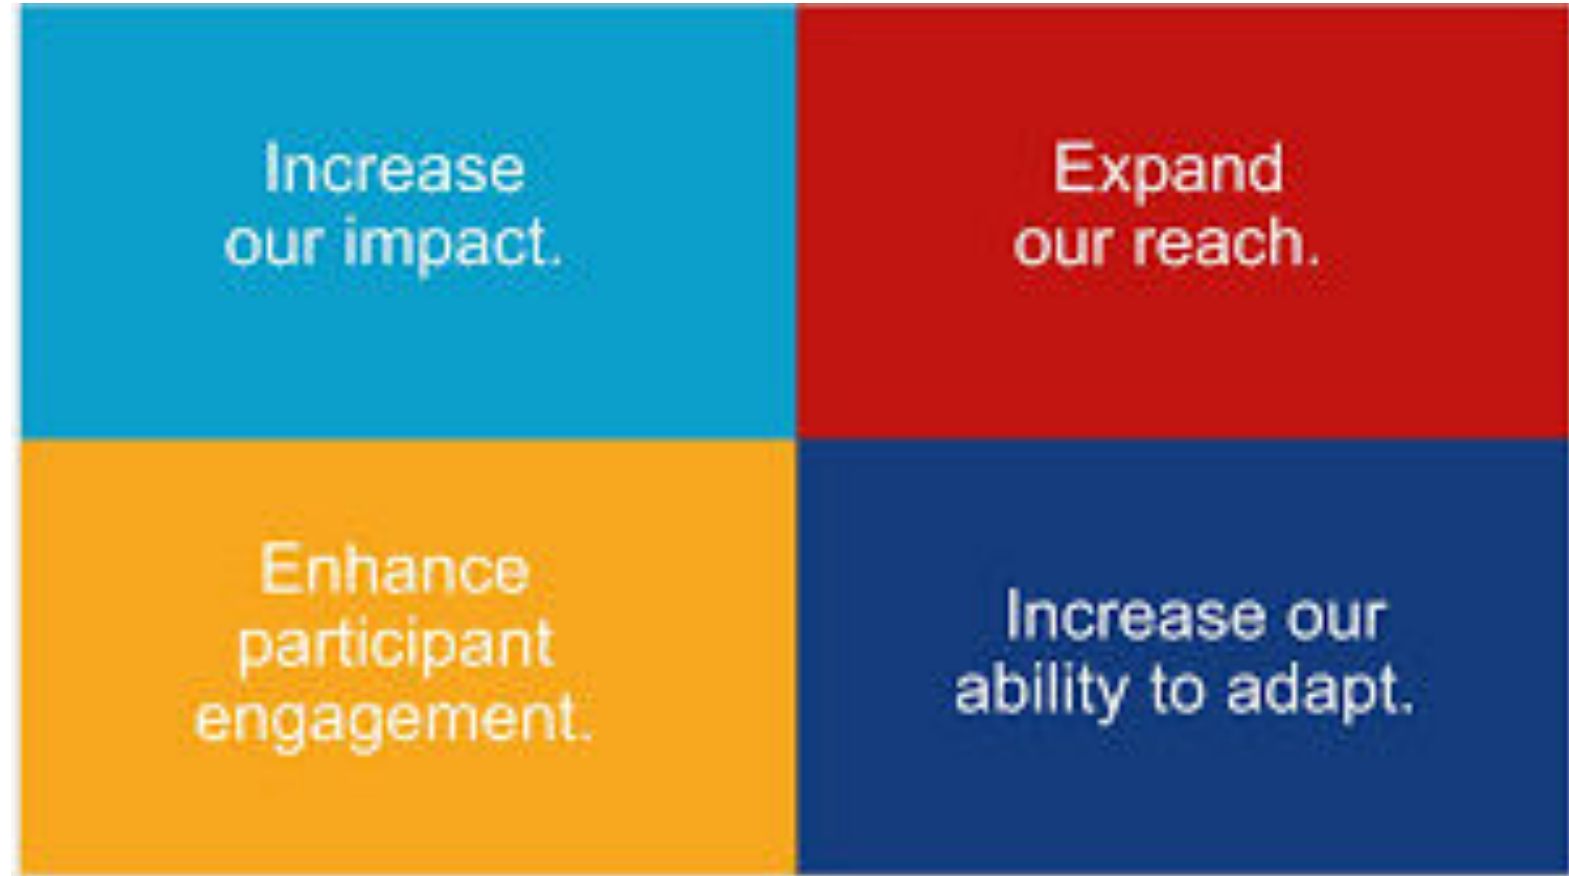 Increase
our impact.
Expand
our reach.
Enhance
participant
engagement.
Increase our
ability to adapt.